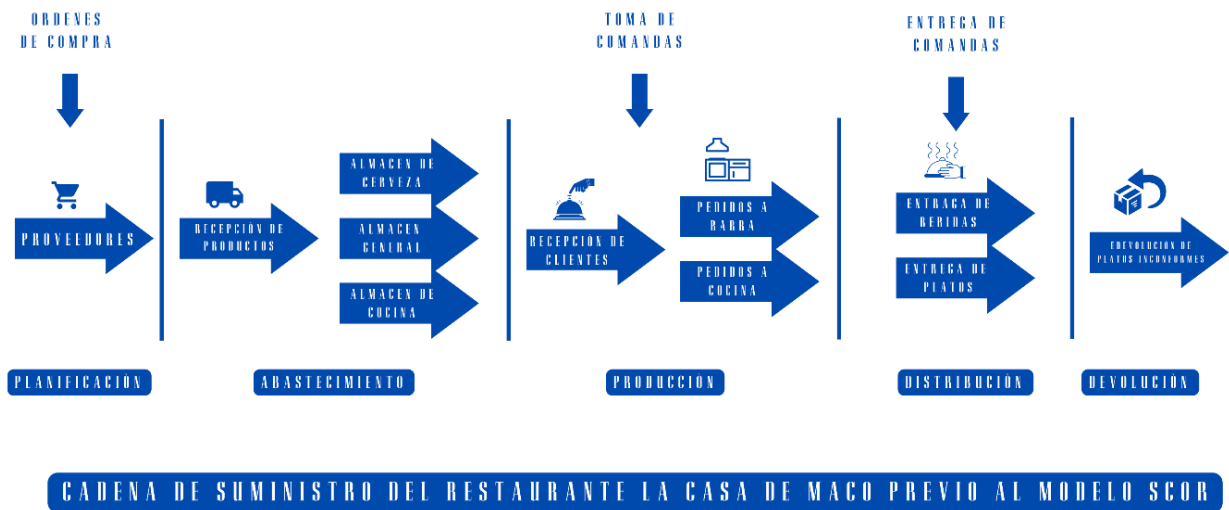 ORDENES
DE COMPRA
TOMA DE
COMANDAS
ENTREGA DE
COMANDAS
PROVEEDORES
RECEPCIÓN DE
PRODUCTOS
ALMACEN DE
CERVEZA
ALMACEN
GENERAL
ALMACEN DE
COCINA
RECEPCIÓN DE
CLIENTES
PEDIDOS A
BARRA
PEDIDOS A
COCINA
ENTRAGA DE
BEBIDAS
ENTREGA DE
PLATOS
EDEVOLUCIÓN DE
PLATOS INCONFORMES
PLANIFICACIÓN
ABASTECIMIENTO
PRODUCCIÓN
DISTRIBUCIÓN
DEVOLUCIÓN
CADENA DE SUMINISTRO DEL RESTAURANTE LA CASA DE MACO PREVIO AL MODELO SCOR